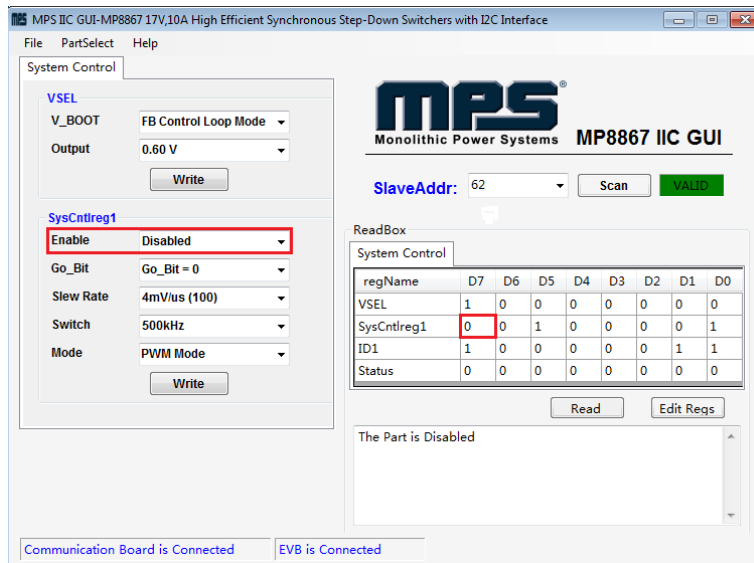 mps MPS IIC GUI-MP8867 17V,10A High Efficient Synchronous Step-Down Switchers with I2C Interface
File PartSelect Help
System Control
VSEL
V_BOOT FB Control Loop Mode
Output 0.60 V
Write
SysCntlreg1
Enable Disabled
Go_Bit Go_Bit = 0
Slew Rate 4mV/us (100)
Switch 500kHz
Mode PWM Mode
Write
mps®
Monolithic Power Systems MP8867 IIC GUI
SlaveAddr: 62 Scan VALID
ReadBox
System Control
regName D7 D6 D5 D4 D3 D2 D1 D0
VSEL 1 0 0 0 0 0 0 0
SysCntlreg1 0 0 1 0 0 0 0 1
ID1 1 0 0 0 0 0 1 1
Status 0 0 0 0 0 0 0 0
Read Edit Regs
The Part is Disabled
Communication Board is Connected EVB is Connected